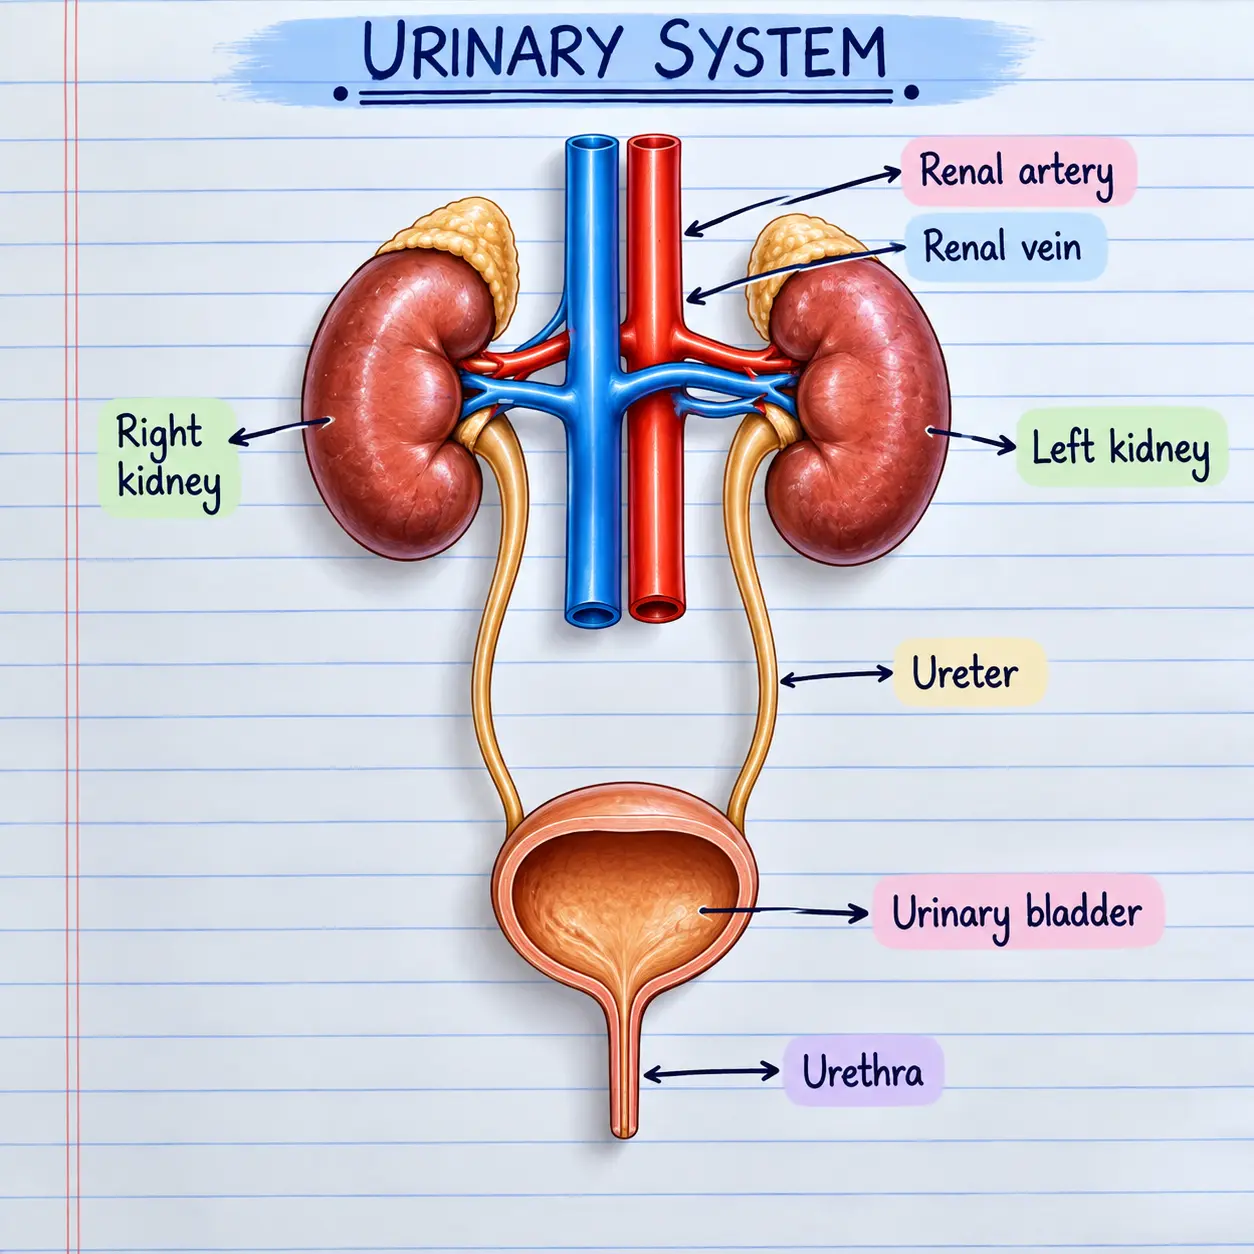 URINARY SYSTEM
Renal artery
Renal vein
Right
kidney
Left kidney
Ureter
Urinary bladder
Urethra